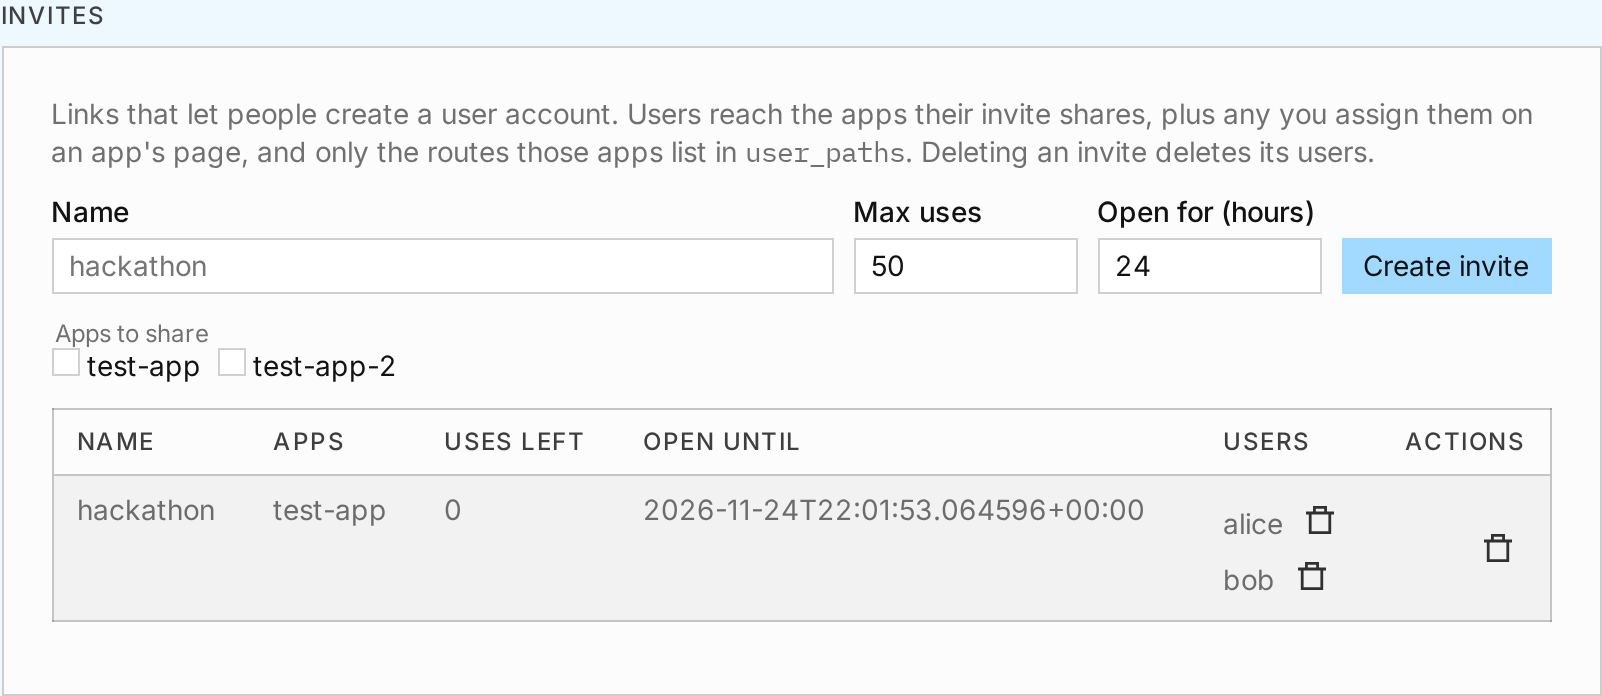 INVITES
Links that let people create a user account. Users reach the apps their invite shares, plus any you assign them on
an app's page, and only the routes those apps list in user_paths. Deleting an invite deletes its users.
Name Max uses Open for (hours)
hackathon 50 24 Create invite
Apps to share
test-app test-app-2
NAME APPS USES LEFT OPEN UNTIL USERS ACTIONS
hackathon test-app 0 2026-11-24T22:01:53.064596+00:00 alice
bob